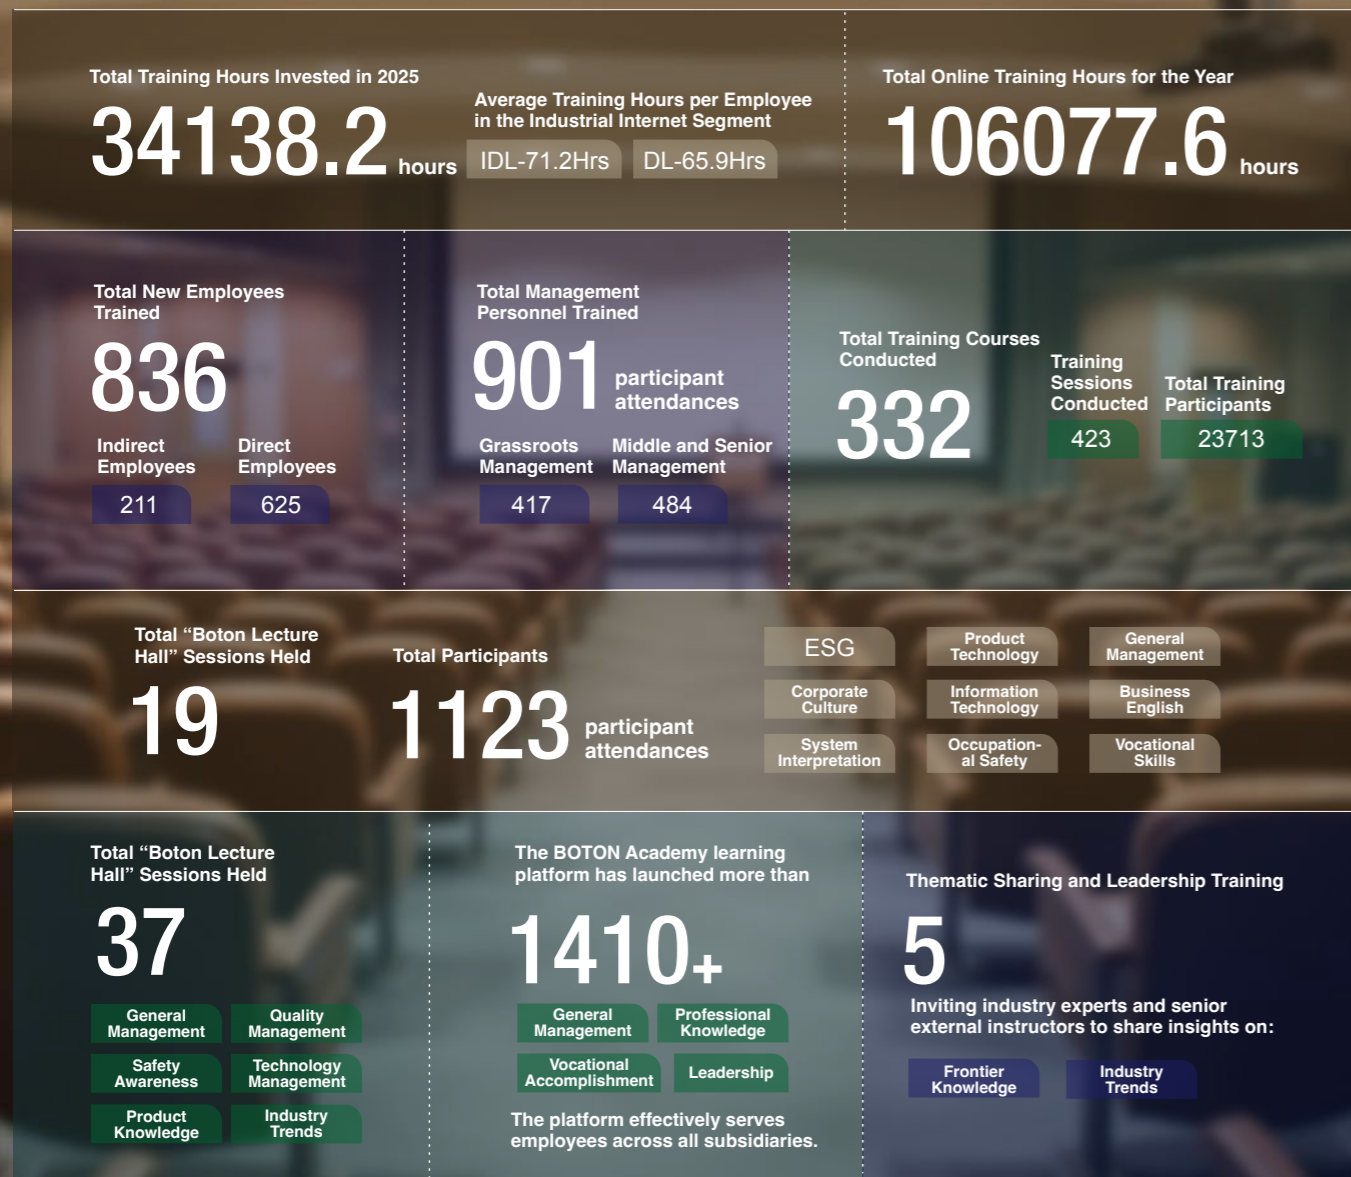 Total Training Hours Invested in 2025
34138.2 hours
Average Training Hours per Employee
in the Industrial Internet Segment
IDL-71.2Hrs
DL-65.9Hrs
Total Online Training Hours for the Year
106077.6 hours
Total New Employees
Trained
836
Indirect
Employees
211
Direct
Employees
625
Total Management
Personnel Trained
901
participant
attendances
Grassroots
Management
417
Middle and Senior
Management
484
Total Training Courses
Conducted
332
Training
Sessions
Conducted
423
Total Training
Participants
23713
Total “Boton Lecture
Hall” Sessions Held
19
Total Participants
1123
participant
attendances
ESG
Product
Technology
General
Management
Corporate
Culture
Information
Technology
Business
English
System
Interpretation
Occupation-
al Safety
Vocational
Skills
Total “Boton Lecture
Hall” Sessions Held
37
General
Management
Quality
Management
Safety
Awareness
Technology
Management
Product
Knowledge
Industry
Trends
The BOTON Academy learning
platform has launched more than
1410+
General
Management
Professional
Knowledge
Vocational
Accomplishment
Leadership
The platform effectively serves
employees across all subsidiaries.
Thematic Sharing and Leadership Training
5
Inviting industry experts and senior
external instructors to share insights on:
Frontier
Knowledge
Industry
Trends